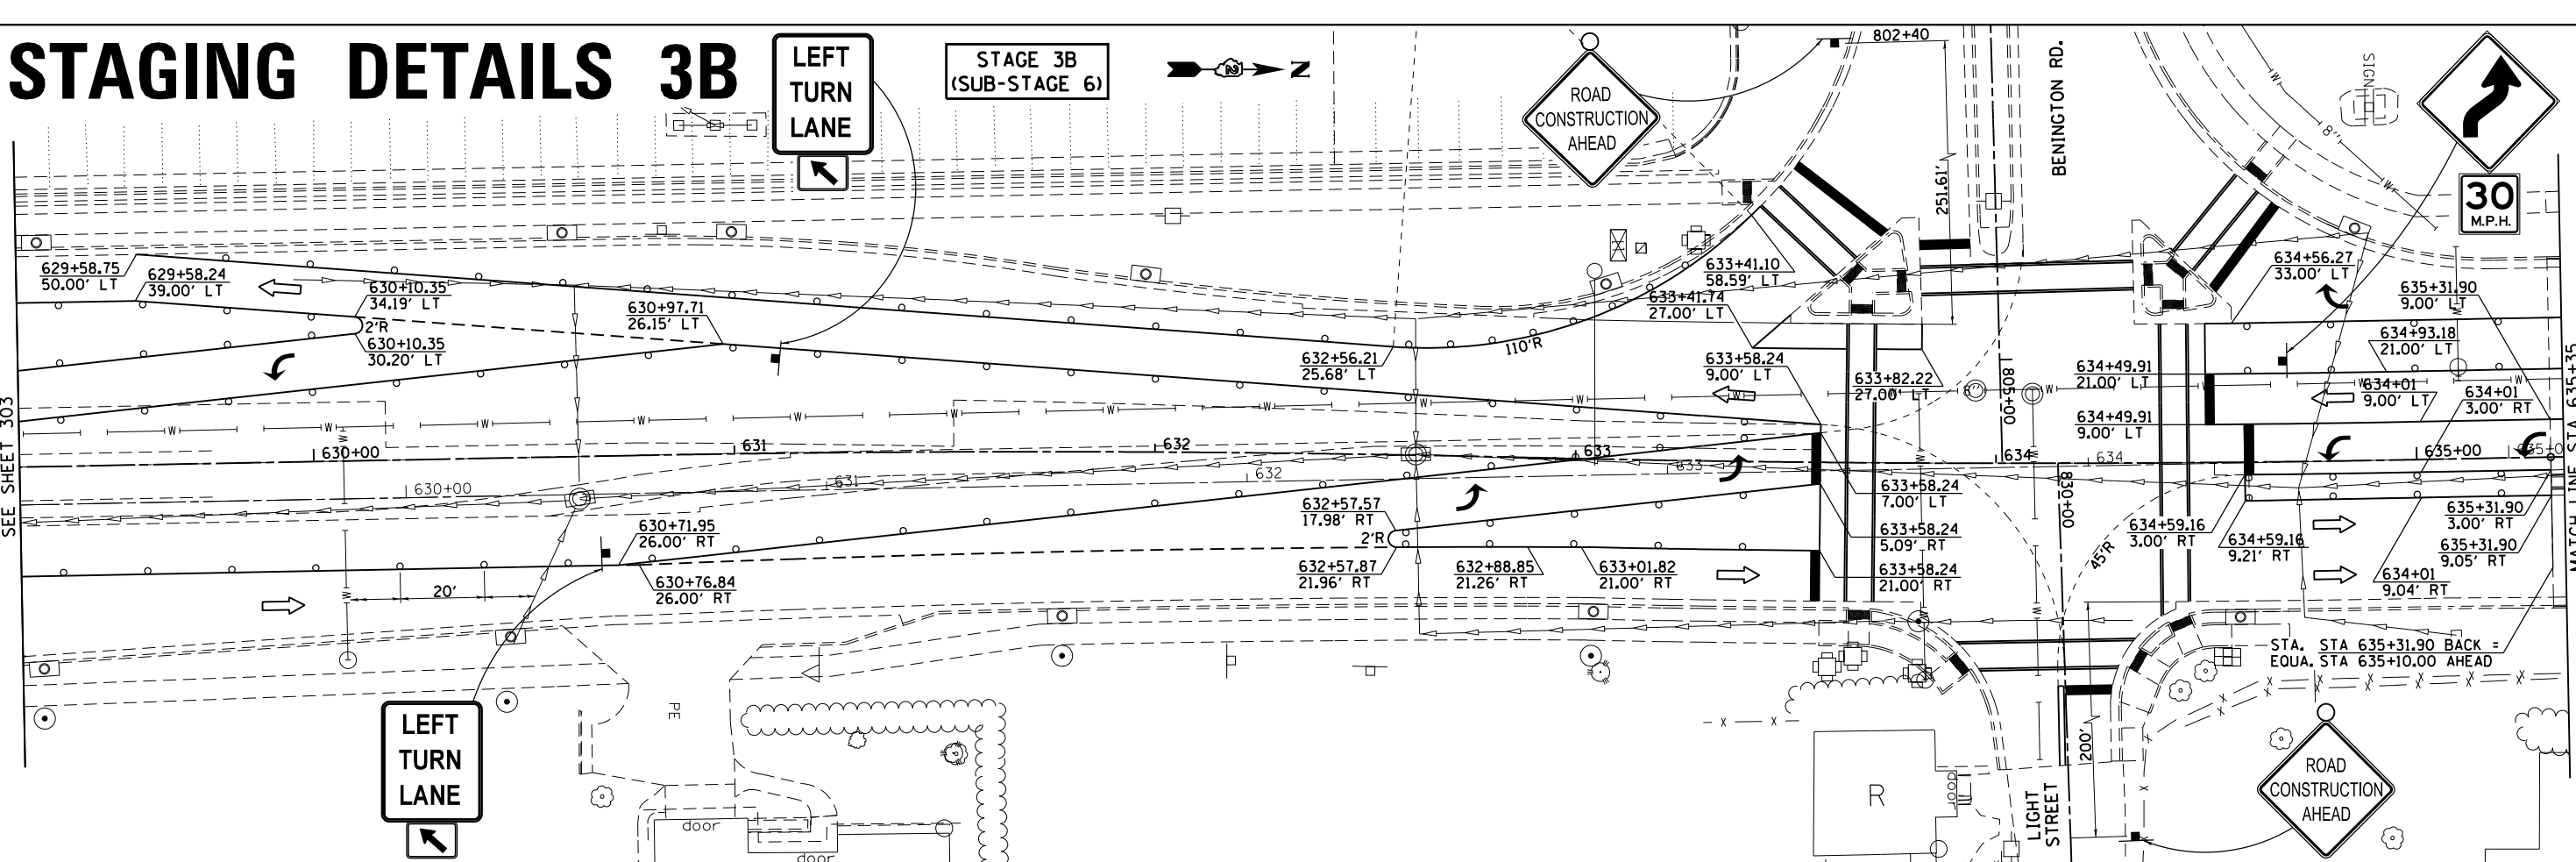 STAGING DETAILS 3B
LEFT
TURN
LANE
STAGE 3B
(SUB-STAGE 6)
N
ROAD
CONSTRUCTION
AHEAD
802+40
251.61'
BENINGTON RD.
SIGN
8"
W
30
M.P.H.
629+58.75
50.00' LT
629+58.24
39.00' LT
630+10.35
34.19' LT
2'R
630+10.35
30.20' LT
630+97.71
26.15' LT
632+56.21
25.68' LT
110'R
633+41.10
58.59' LT
633+41.74
27.00' LT
633+58.24
9.00' LT
633+82.22
27.00' LT
805+00
634+56.27
33.00' LT
635+31.90
9.00' LT
634+93.18
21.00' LT
634+49.91
21.00' LT
634+01
9.00' LT
634+01
3.00' RT
634+49.91
9.00' LT
SEE SHEET 303
630+00
631
632
633
634
635+00
630+00
631
632
633
634
MATCH LINE STA 635+35
630+71.95
26.00' RT
630+76.84
26.00' RT
20'
632+57.57
17.98' RT
2'R
632+57.87
21.96' RT
632+88.85
21.26' RT
633+01.82
21.00' RT
633+58.24
7.00' LT
633+58.24
5.09' RT
633+58.24
21.00' RT
830+00
45'R
634+59.16
3.00' RT
634+59.16
9.21' RT
635+31.90
3.00' RT
635+31.90
9.05' RT
634+01
9.04' RT
STA. STA 635+31.90 BACK =
EQUA. STA 635+10.00 AHEAD
LEFT
TURN
LANE
PE
door
door
R
door
LIGHT
STREET
200'
ROAD
CONSTRUCTION
AHEAD